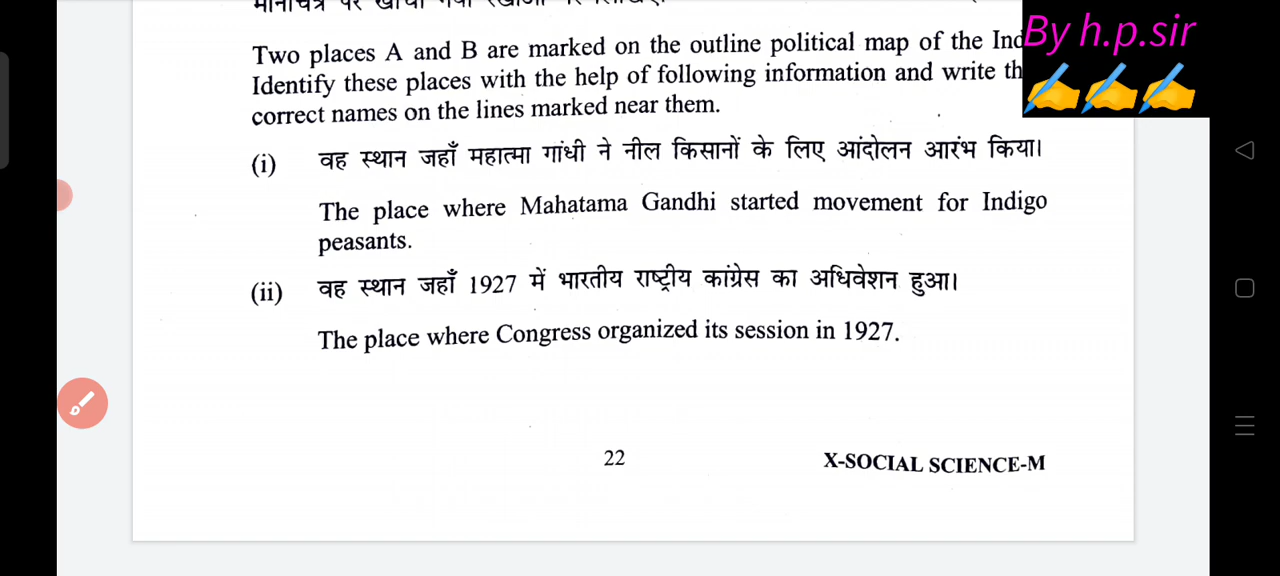 By h.p.sir
Two places A and B are marked on the outline political map of the Ind
Identify these places with the help of following information and write th
correct names on the lines marked near them.
(i) वह स्थान जहाँ महात्मा गांधी ने नील किसानों के लिए आंदोलन आरंभ किया।
The place where Mahatama Gandhi started movement for Indigo
peasants.
(ii) वह स्थान जहाँ 1927 में भारतीय राष्ट्रीय कांग्रेस का अधिवेशन हुआ।
The place where Congress organized its session in 1927.
22 X-SOCIAL SCIENCE-M